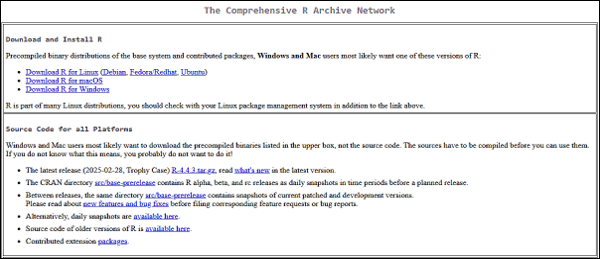 The Comprehensive R Archive Network
Download and Install R
Precompiled binary distributions of the base system and contributed packages, Windows and Mac users most likely want one of these versions of R:
• Download R for Linux (Debian, Fedora/Redhat, Ubuntu)
• Download R for macOS
• Download R for Windows
R is part of many Linux distributions, you should check with your Linux package management system in addition to the link above.
Source Code for all Platforms
Windows and Mac users most likely want to download the precompiled binaries listed in the upper box, not the source code. The sources have to be compiled before you can use them.
If you do not know what this means, you probably do not want to do it!
• The latest release (2025-02-28, Trophy Case) R-4.4.3.tar.gz, read what's new in the latest version.
• The CRAN directory src/base-prerelease contains R alpha, beta, and rc releases as daily snapshots in time periods before a planned release.
• Between releases, the same directory src/base-prerelease contains snapshots of current patched and development versions.
Please read about new features and bug fixes before filing corresponding feature requests or bug reports.
• Alternatively, daily snapshots are available here.
• Source code of older versions of R is available here.
• Contributed extension packages.